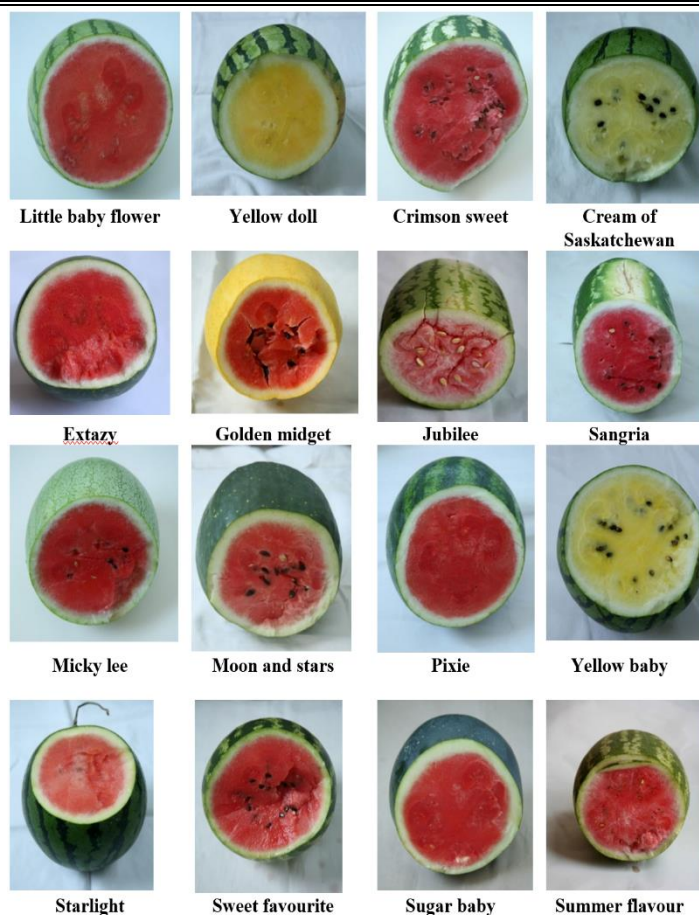 Little baby flower
Yellow doll
Crimson sweet
Cream of
Saskatchewan
Extazy
Golden midget
Jubilee
Sangria
Micky lee
Moon and stars
Pixie
Yellow baby
Starlight
Sweet favourite
Sugar baby
Summer flavour